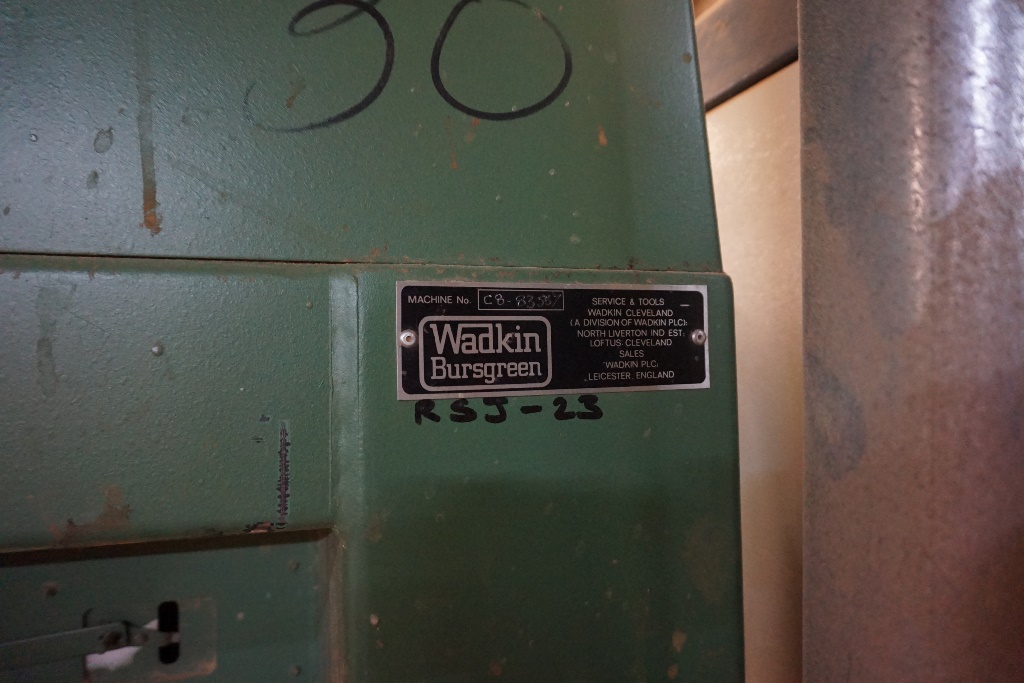 30
MACHINE No. C8-
Wadkin
Bursgreen
SERVICE & TOOLS
WADKIN CLEVELAND
(A DIVISION OF WADKIN PLC):
NORTH LIVERTON IND EST:
LOFTUS: CLEVELAND
SALES
WADKIN PLC:
LEICESTER, ENGLAND
RSJ-23